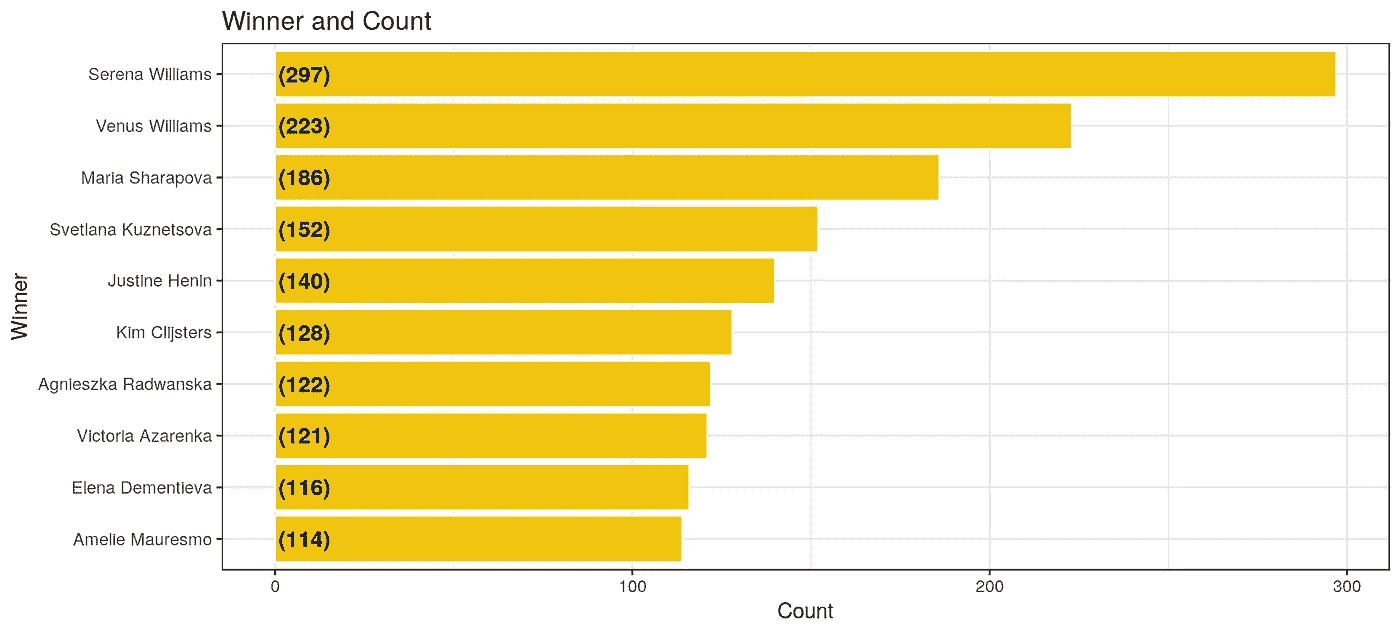 Winner and Count
Serena Williams (297)
Venus Williams (223)
Maria Sharapova (186)
Svetlana Kuznetsova (152)
Justine Henin (140)
Kim Clijsters (128)
Agnieszka Radwanska (122)
Victoria Azarenka (121)
Elena Dementieva (116)
Amelie Mauresmo (114)
Winner
0 100 200 300
Count